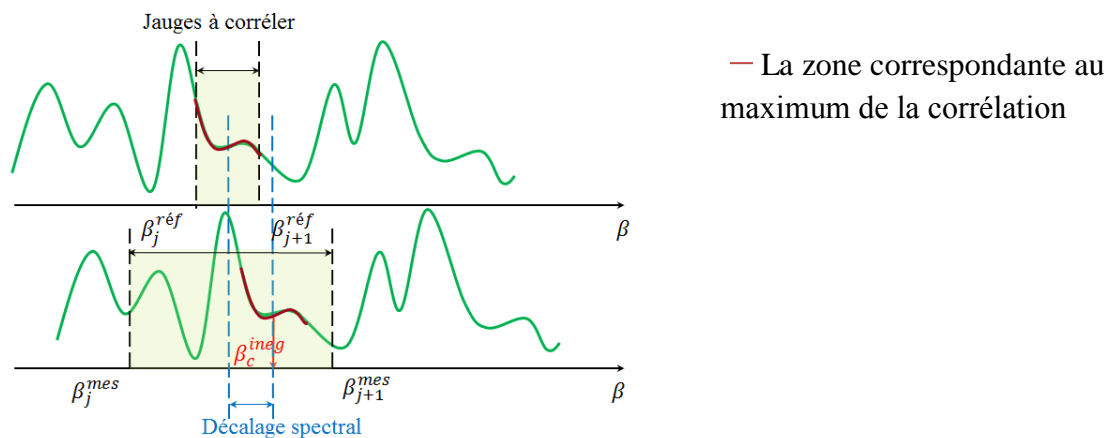 Jauges à corréler
— La zone correspondante au
maximum de la corrélation
β_j^{réf}
β_{j+1}^{réf}
β
β_c^{ineg}
β_j^{mes}
β_{j+1}^{mes}
β
Décalage spectral